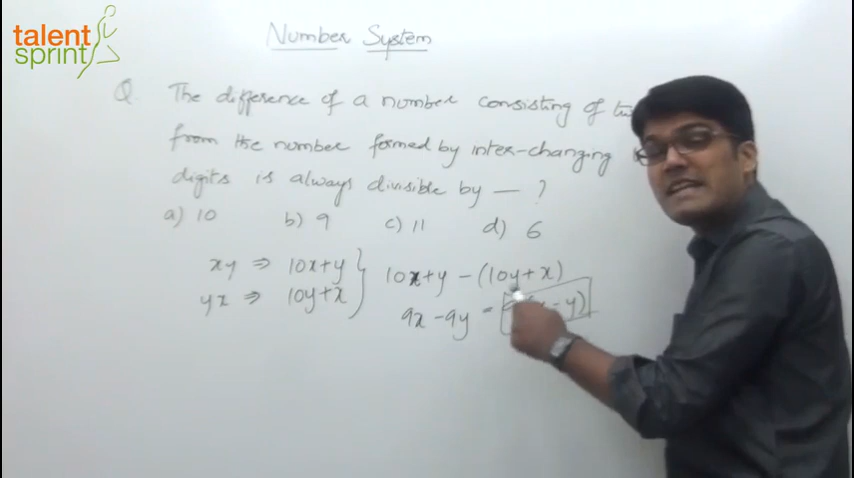 talent
sprint
Number System
Q. The difference of a number consisting of
from the number formed by inter-changing
digits is always divisible by — ?
a) 10 b) 9 c) 11 d) 6
xy ⇒ 10x+y } 10x+y - (10y+x)
yx ⇒ 10y+x
9x - 9y = - y)